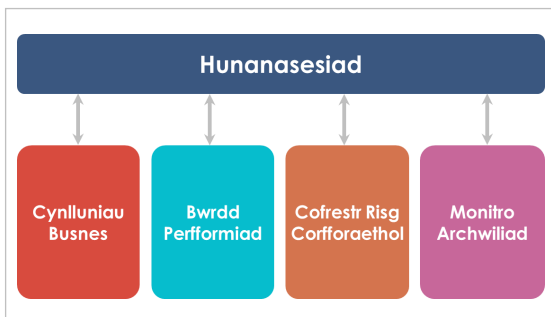 Hunanasesiad
Cynlluniau
Busnes
Bwrdd
Perfformiad
Cofrestr Risg
Corfforaethol
Monitro
Archwiliad